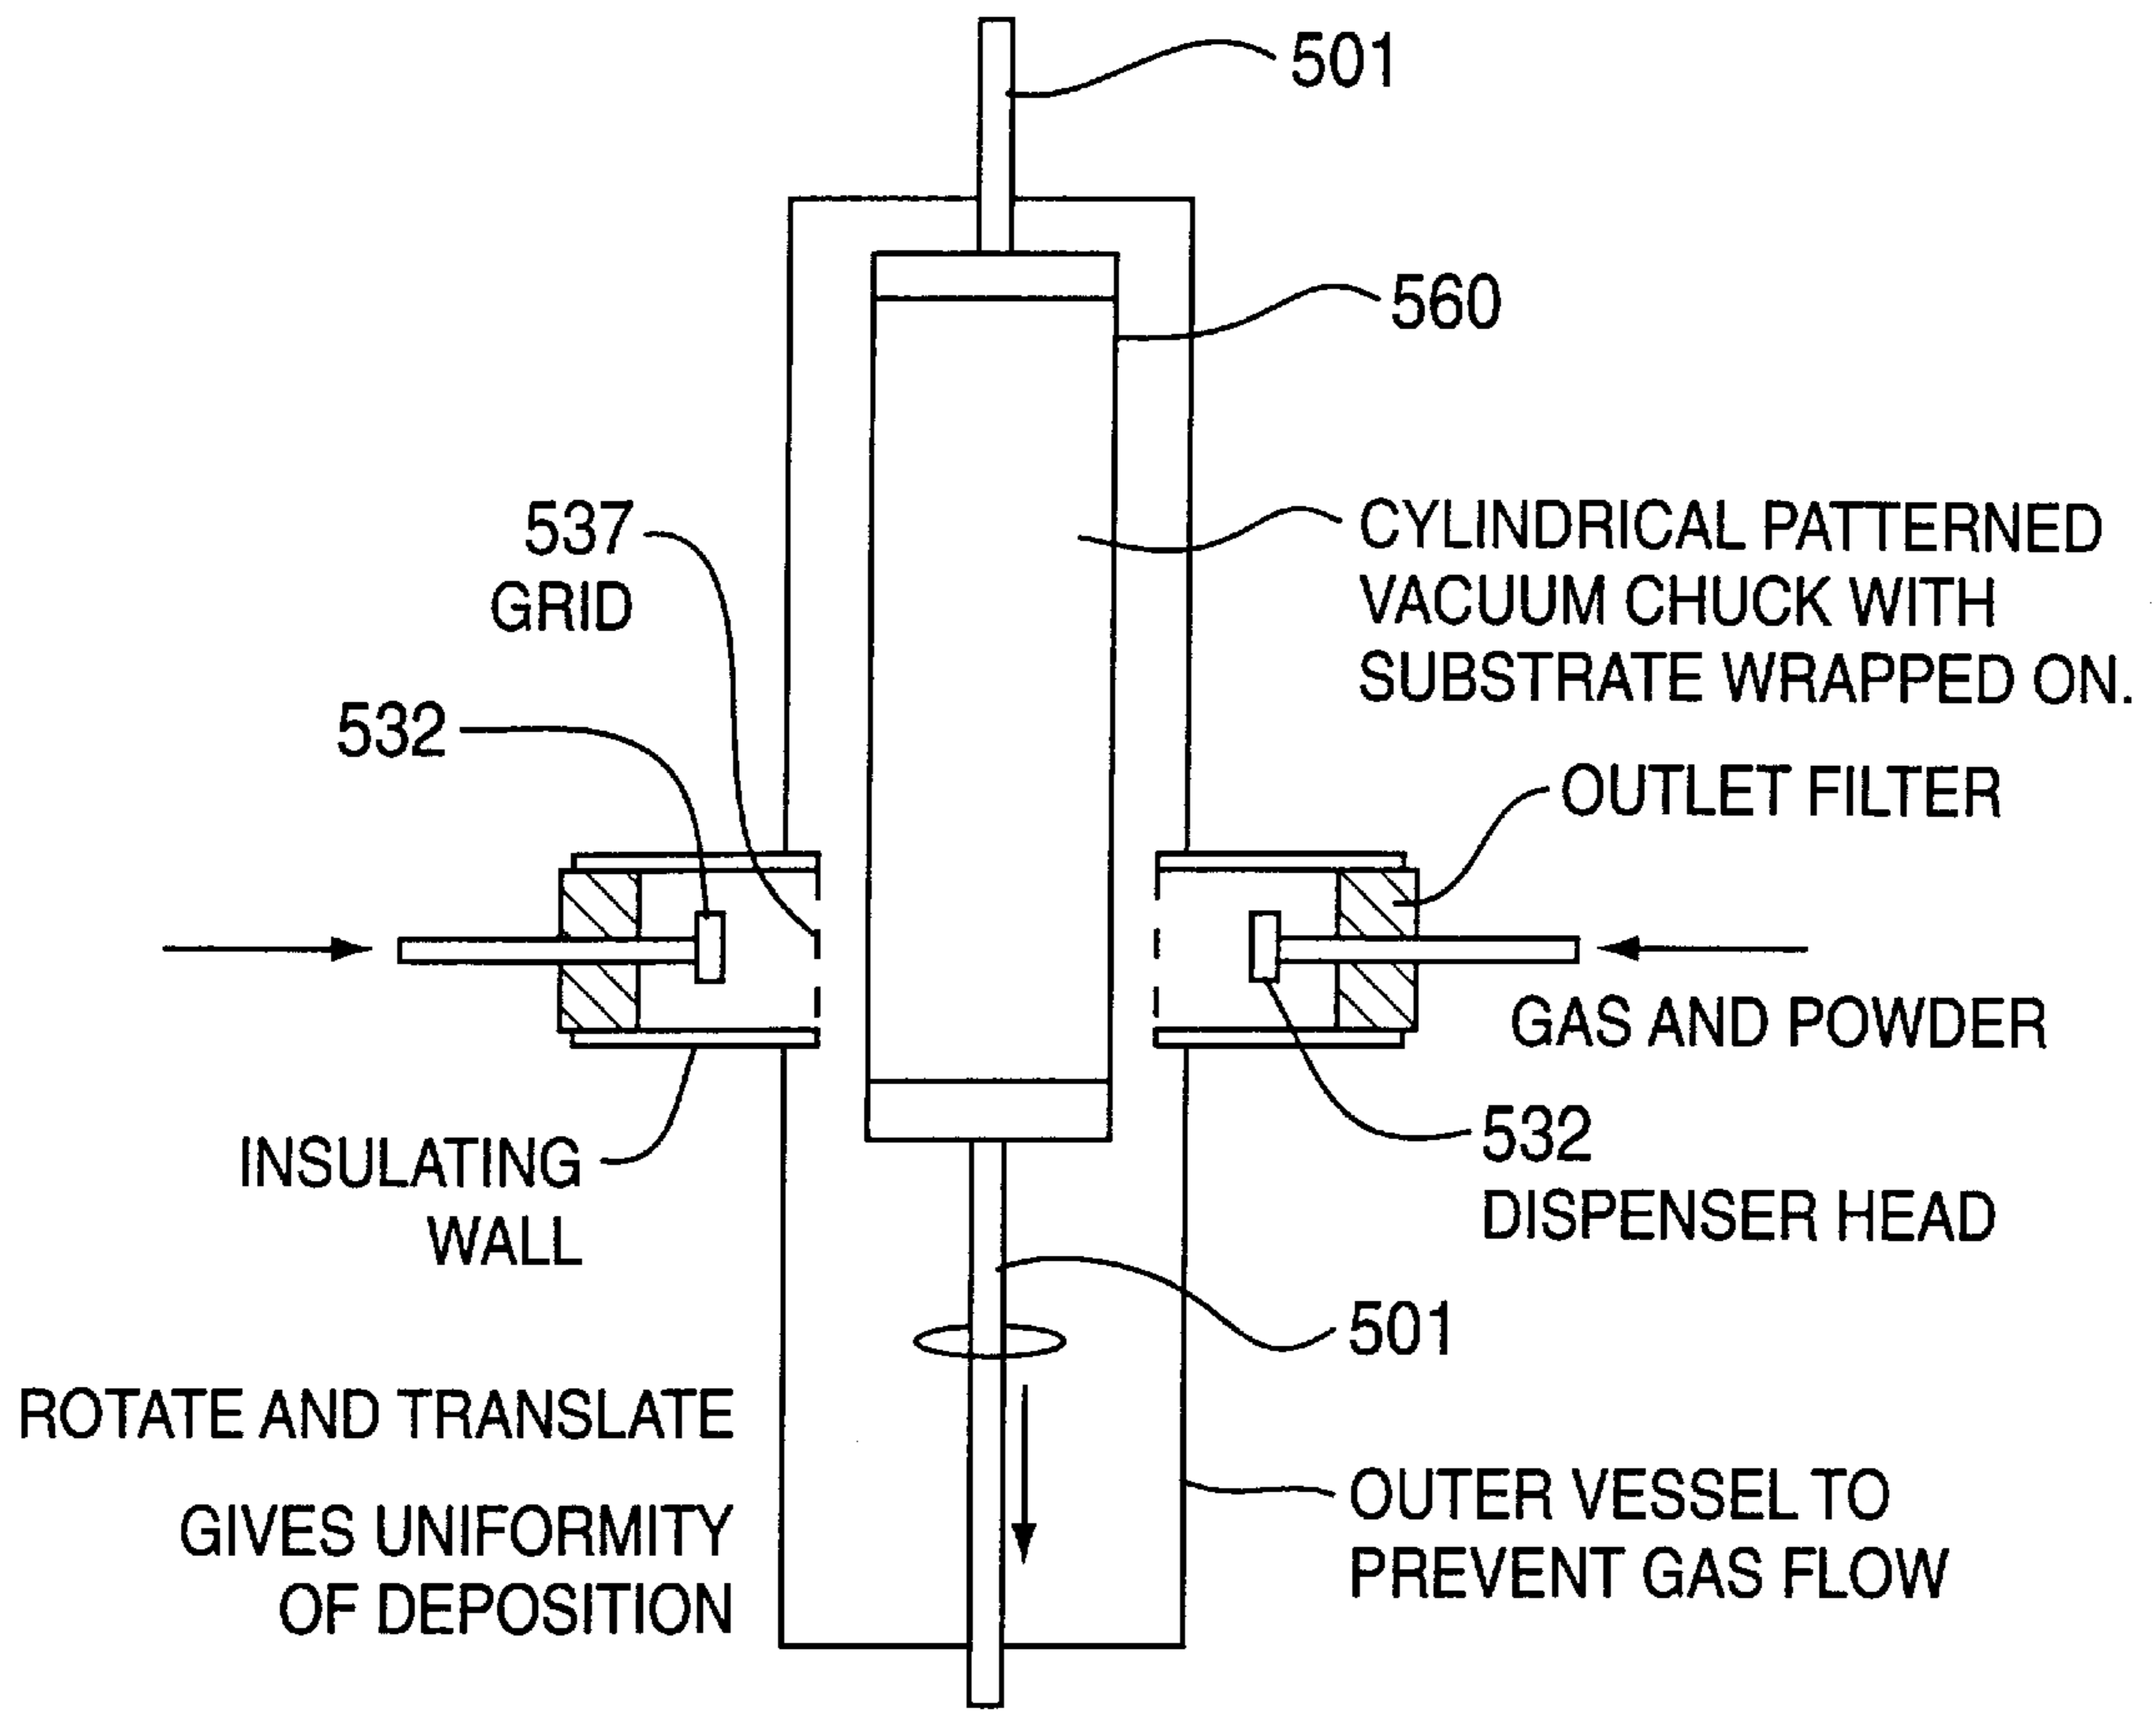 501
560
537
GRID
CYLINDRICAL PATTERNED
VACUUM CHUCK WITH
SUBSTRATE WRAPPED ON.
532
OUTLET FILTER
GAS AND POWDER
532
DISPENSER HEAD
INSULATING
WALL
501
ROTATE AND TRANSLATE
GIVES UNIFORMITY
OF DEPOSITION
OUTER VESSEL TO
PREVENT GAS FLOW